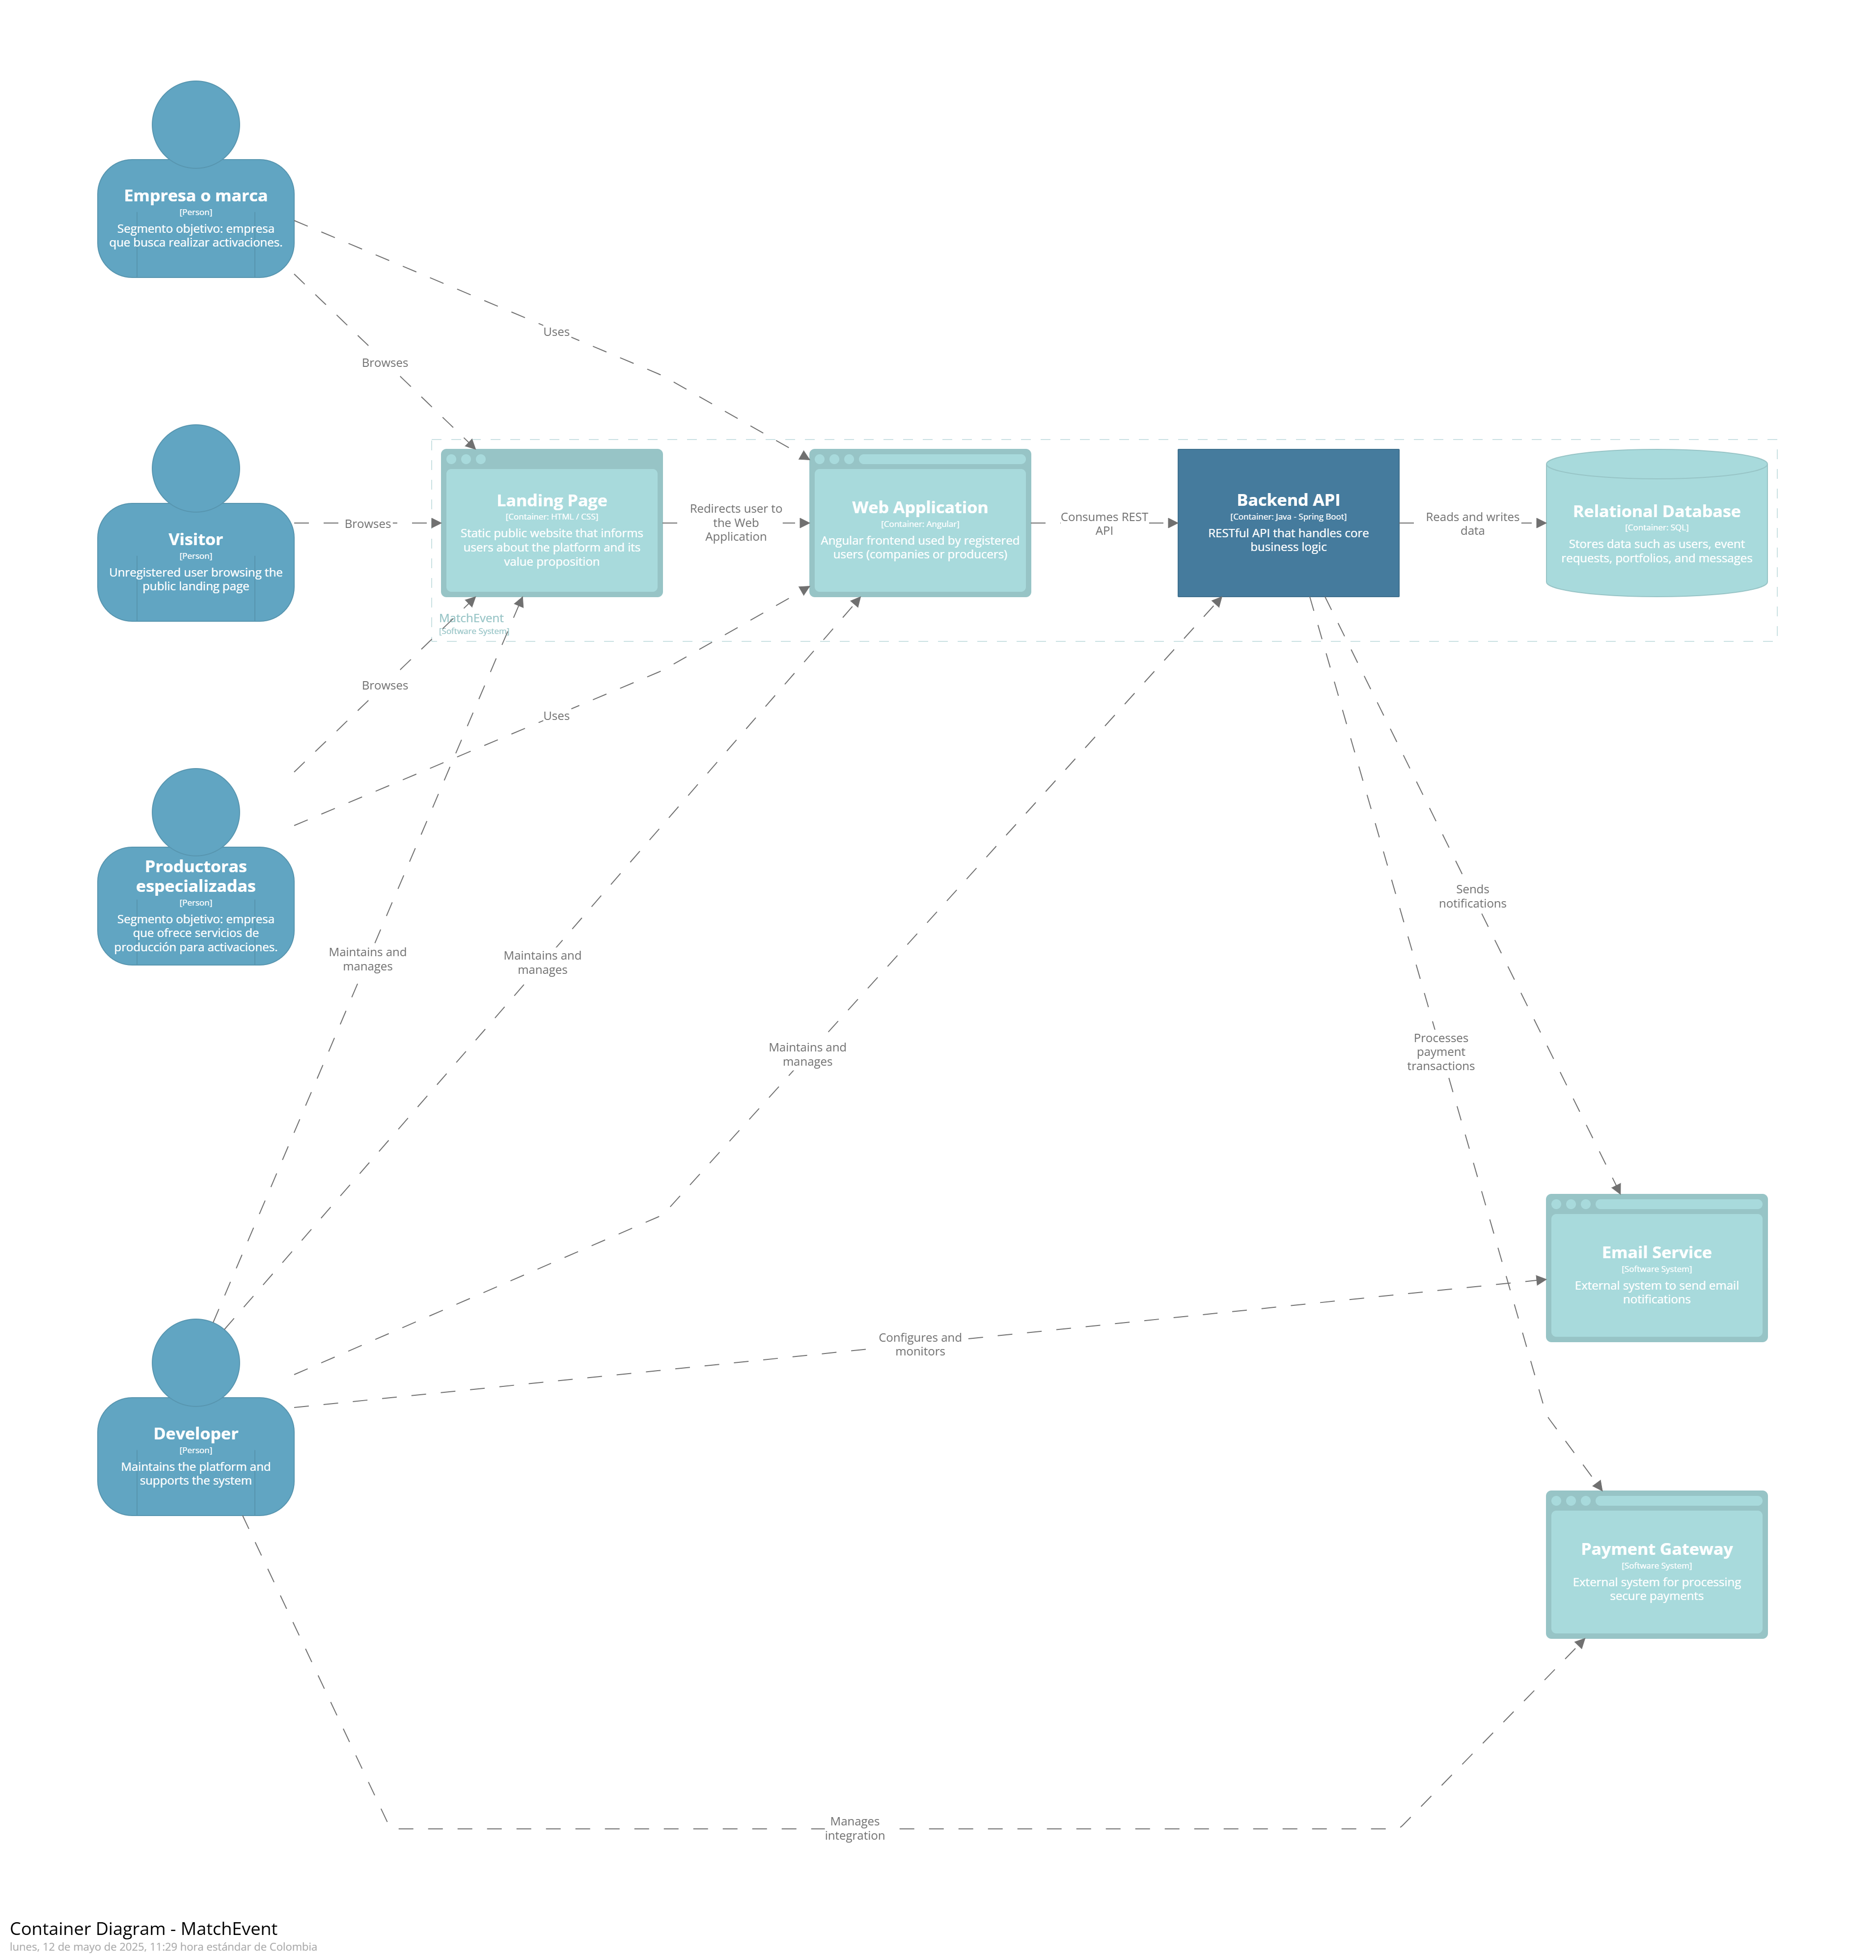 Empresa o marca
[Person]
Segmento objetivo: empresa
que busca realizar activaciones.
Uses
Browses
Visitor
[Person]
Unregistered user browsing the
public landing page
Browses
Landing Page
[Container: HTML / CSS]
Static public website that informs
users about the platform and its
value proposition
Redirects user to
the Web
Application
Web Application
[Container: Angular]
Angular frontend used by registered
users (companies or producers)
Consumes REST
API
Backend API
[Container: Java - Spring Boot]
RESTful API that handles core
business logic
Reads and writes
data
Relational Database
[Container: SQL]
Stores data such as users, event
requests, portfolios, and messages
MatchEvent
[Software System]
Browses
Uses
Productoras
especializadas
[Person]
Segmento objetivo: empresa
que ofrece servicios de
producción para activaciones.
Sends
notifications
Maintains and
manages
Maintains and
manages
Maintains and
manages
Processes
payment
transactions
Email Service
[Software System]
External system to send email
notifications
Configures and
monitors
Developer
[Person]
Maintains the platform and
supports the system
Payment Gateway
[Software System]
External system for processing
secure payments
Manages
integration
Container Diagram - MatchEvent
lunes, 12 de mayo de 2025, 11:29 hora estándar de Colombia